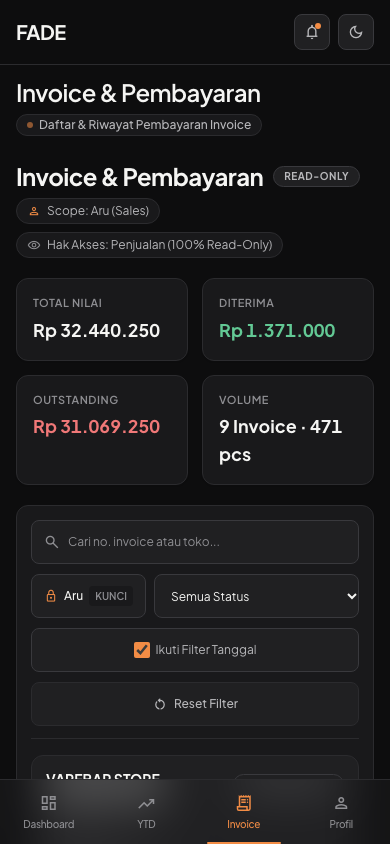 FADE
Invoice & Pembayaran
Daftar & Riwayat Pembayaran Invoice
Invoice & Pembayaran READ-ONLY
Scope: Aru (Sales)
Hak Akses: Penjualan (100% Read-Only)
TOTAL NILAI
Rp 32.440.250
DITERIMA
Rp 1.371.000
OUTSTANDING
Rp 31.069.250
VOLUME
9 Invoice · 471
pcs
Cari no. invoice atau toko...
Aru KUNCI
Semua Status
Ikuti Filter Tanggal
Reset Filter
VAPEBAR STORE
Dashboard
YTD
Invoice
Profil